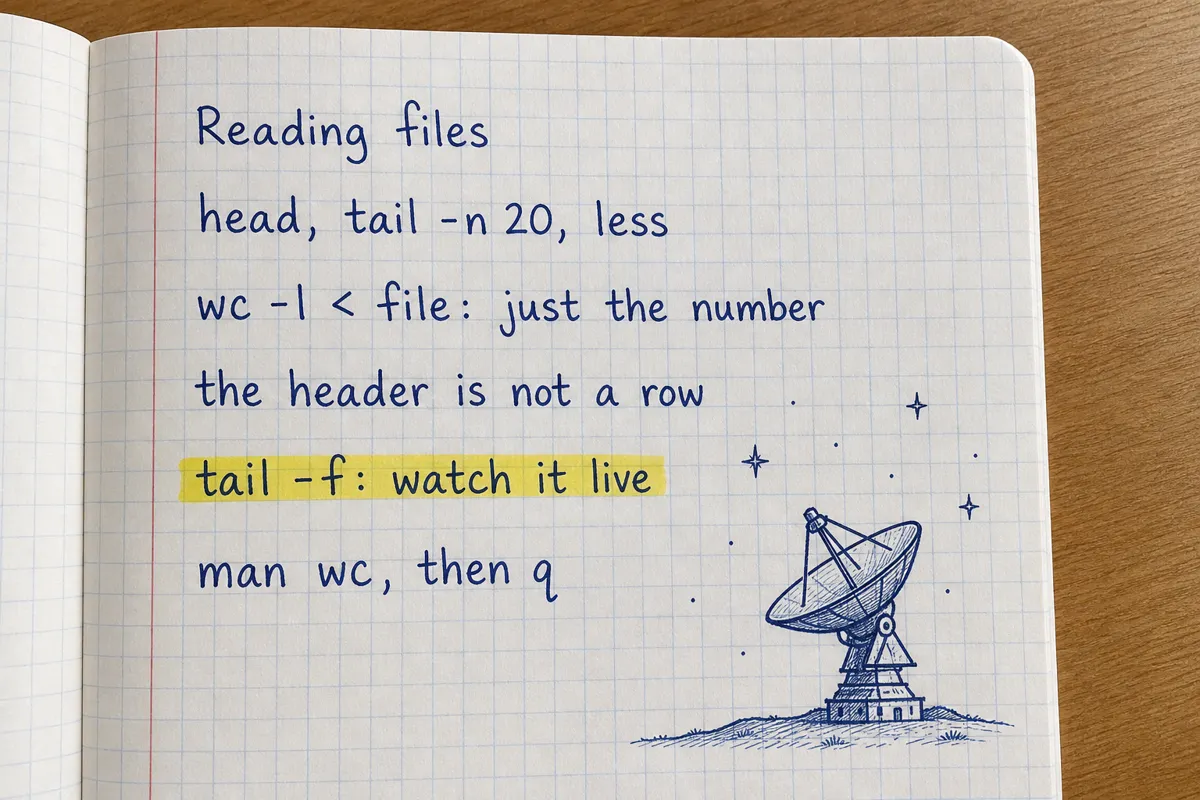 Reading files
head, tail -n 20, less
wc -l < file: just the number
the header is not a row
tail -f: watch it live
man wc, then q